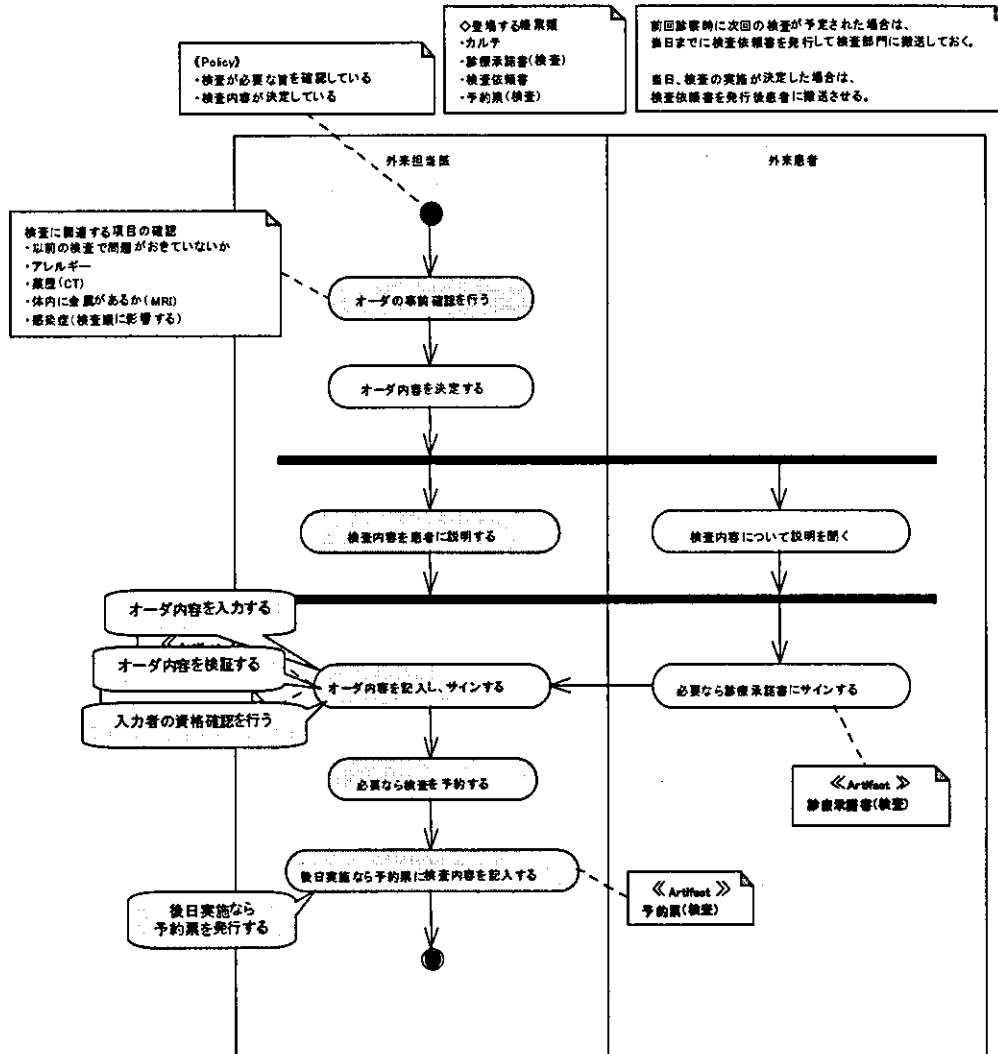 《Policy》
・検査が必要な旨を確認している
・検査内容が決定している
◇登場する帳票類
・カルテ
・診療承諾書(検査)
・検査依頼書
・予約票(検査)
前回診察時に次回の検査が予定された場合は、
当日までに検査依頼書を発行して検査部門に搬送しておく。
当日、検査の実施が決定した場合は、
検査依頼書を発行後患者に搬送させる。
外来担当医
外来患者
検査に関連する項目の確認
・以前の検査で問題がおきていないか
・アレルギー
・薬歴(CT)
・体内に金属があるか(MRI)
・感染症(検査順に影響する)
オーダの事前確認を行う
オーダ内容を決定する
検査内容を患者に説明する
検査内容について説明を聞く
オーダ内容を入力する
《Artifact》
オーダ内容を検証する
オーダ内容を記入し、サインする
必要なら診療承諾書にサインする
入力者の資格確認を行う
必要なら検査を予約する
《Artifact》
診療承諾書(検査)
後日実施なら予約票に検査内容を記入する
《Artifact》
予約票(検査)
後日実施なら
予約票を発行する